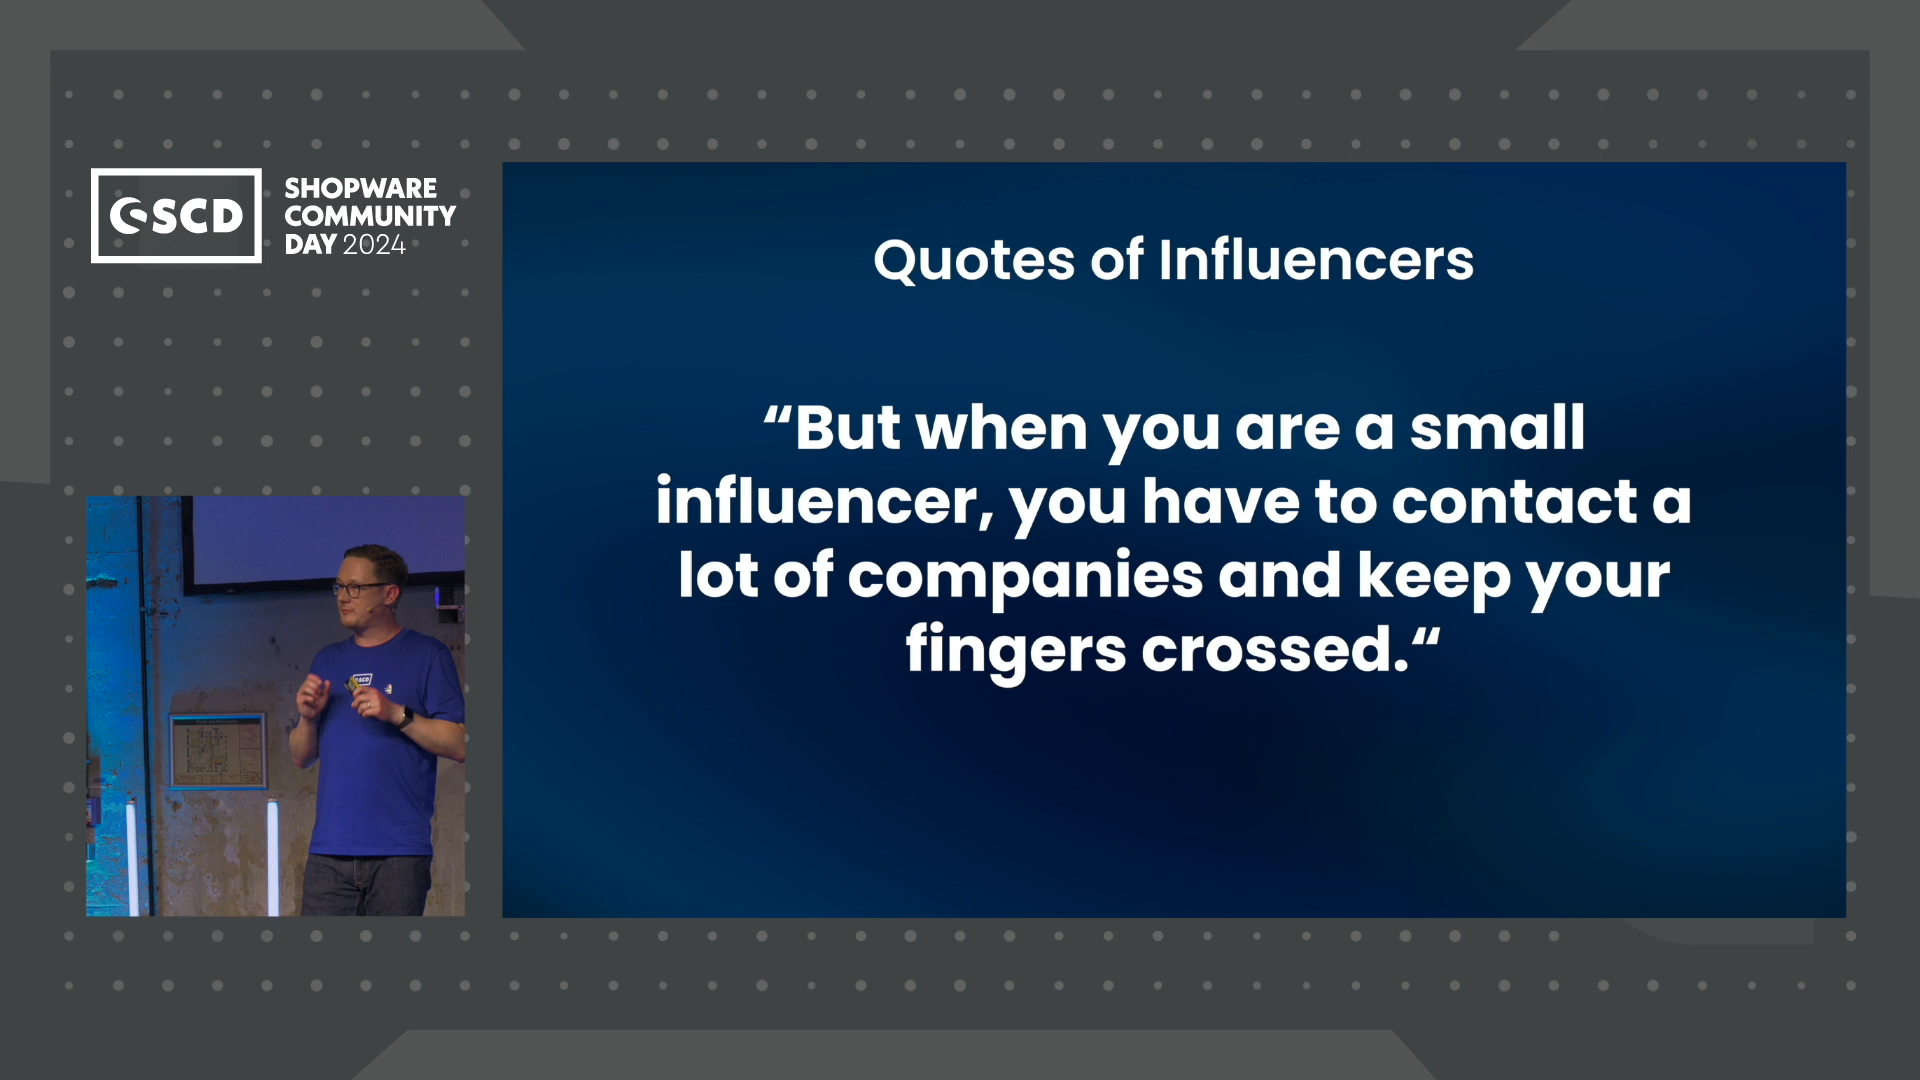 SCD
SHOPWARE
COMMUNITY
DAY 2024
Quotes of Influencers
“But when you are a small
influencer, you have to contact a
lot of companies and keep your
fingers crossed.“
SCD